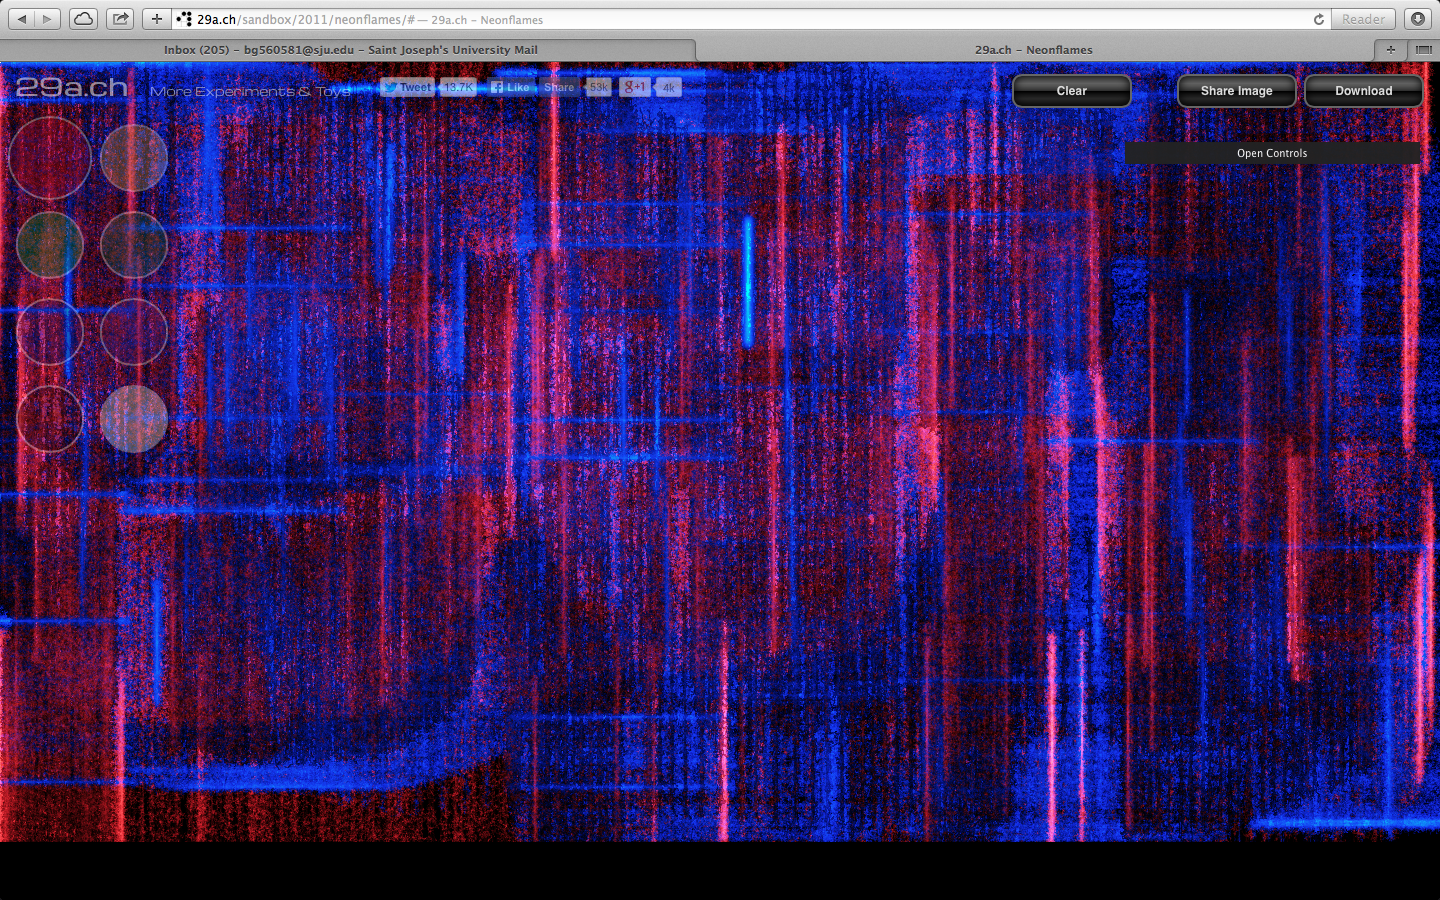 29a.ch/sandbox/2011/neonflames/# — 29a.ch – Neonflames
Reader
Inbox (205) – bg560581@sju.edu – Saint Joseph's University Mail
29a.ch – Neonflames
29a.ch
More Experiments & Toys
Tweet
13.7K
Like
Share
53k
g+1
4k
Clear
Share Image
Download
Open Controls